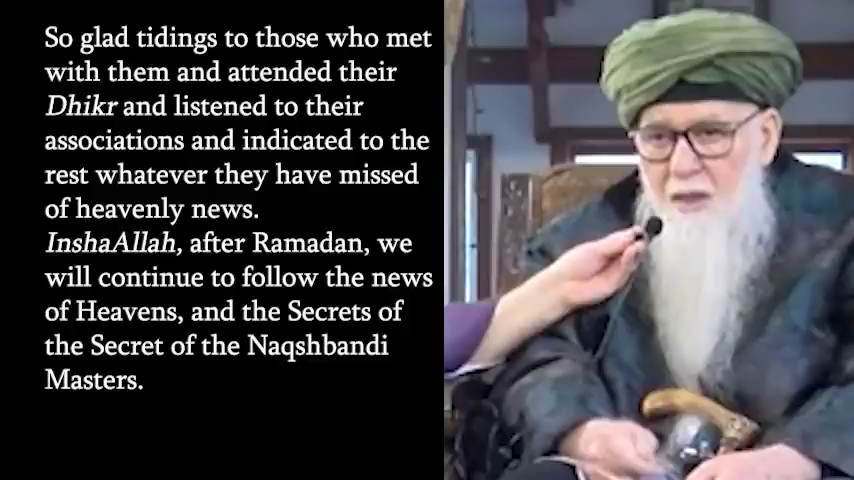 So glad tidings to those who met
with them and attended their
Dhikr and listened to their
associations and indicated to the
rest whatever they have missed
of heavenly news.
InshaAllah, after Ramadan, we
will continue to follow the news
of Heavens, and the Secrets of
the Secret of the Naqshbandi
Masters.